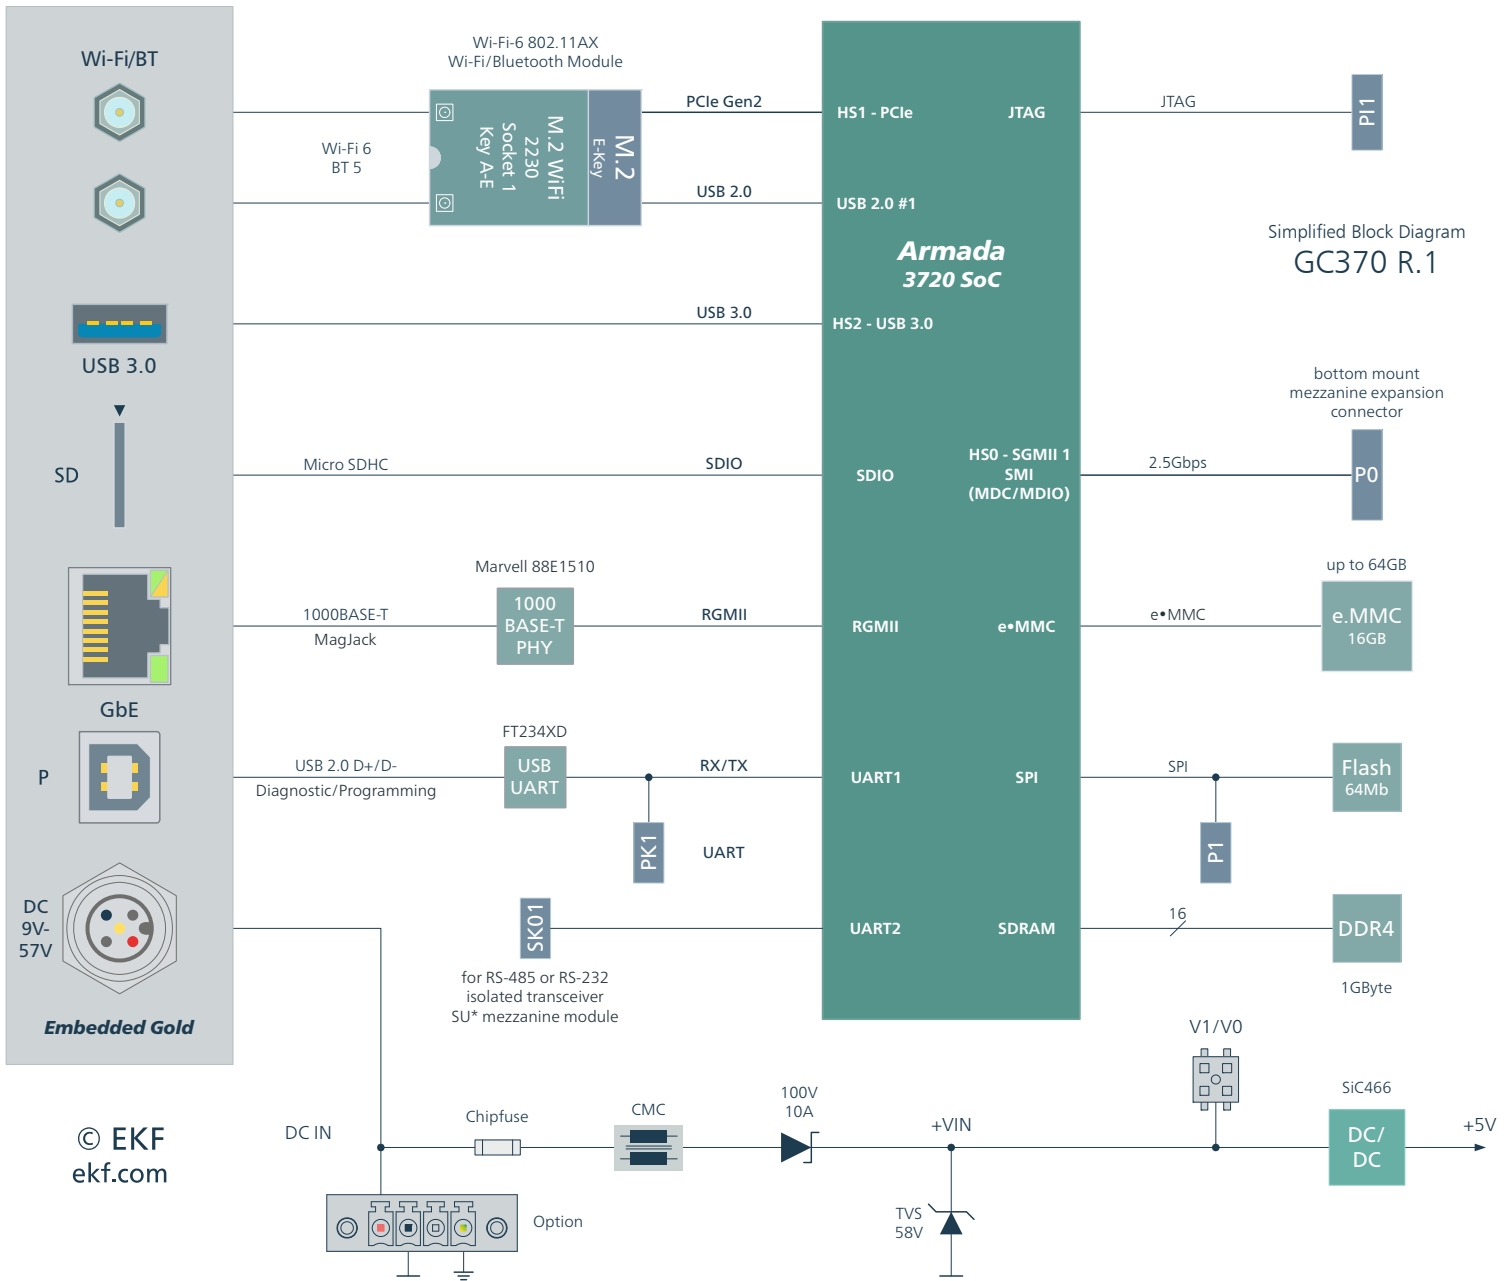 Wi-Fi/BT
Wi-Fi-6 802.11AX
Wi-Fi/Bluetooth Module
Wi-Fi 6
BT 5
M.2 WiFi
2230
Socket 1
Key A-E
M.2
E-Key
PCIe Gen2
USB 2.0
HS1 - PCIe
JTAG
JTAG
PI1
USB 2.0 #1
Armada
3720 SoC
Simplified Block Diagram
GC370 R.1
USB 3.0
USB 3.0
HS2 - USB 3.0
bottom mount
mezzanine expansion
connector
SD
Micro SDHC
SDIO
SDIO
HS0 - SGMII 1
SMI
(MDC/MDIO)
2.5Gbps
P0
Marvell 88E1510
1000BASE-T
MagJack
1000
BASE-T
PHY
RGMII
RGMII
e•MMC
e•MMC
up to 64GB
e.MMC
16GB
GbE
P
USB 2.0 D+/D-
Diagnostic/Programming
FT234XD
USB
UART
RX/TX
PK1
UART
UART1
SPI
SPI
P1
Flash
64Mb
DC
9V-
57V
SK01
for RS-485 or RS-232
isolated transceiver
SU* mezzanine module
UART2
SDRAM
16
DDR4
1GByte
Embedded Gold
V1/V0
© EKF
ekf.com
DC IN
Chipfuse
CMC
100V
10A
+VIN
SiC466
DC/
DC
+5V
Option
TVS
58V